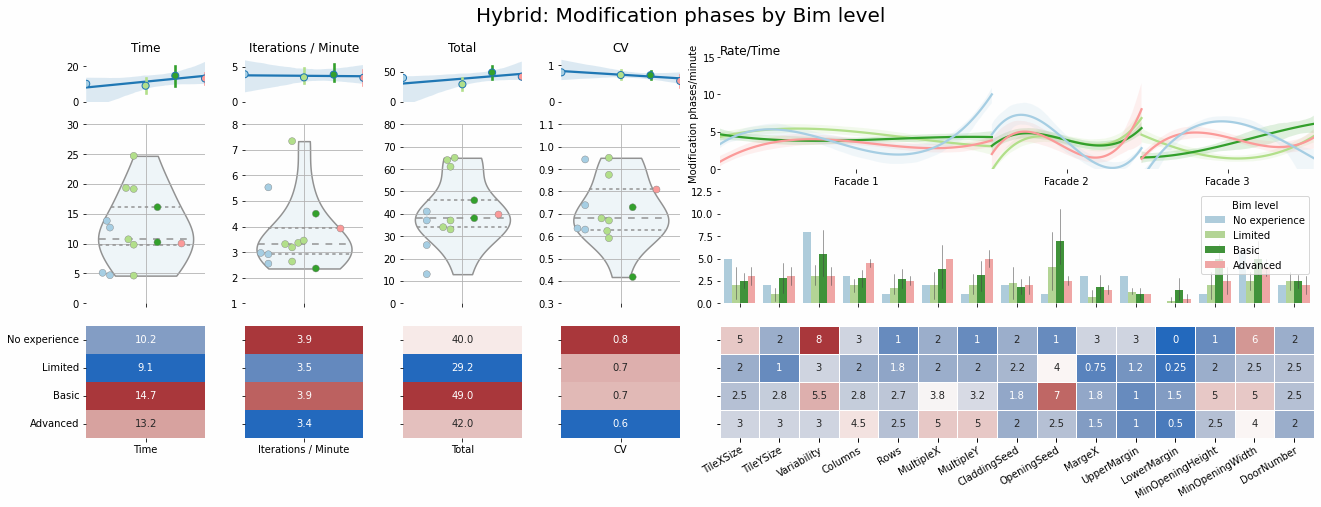 Hybrid: Modification phases by Bim level
Time
Iterations / Minute
Total
CV
Rate/Time
20
0
5
0
50
0
1
0
Modification phases/minute
15
10
5
0
Facade 1
Facade 2
Facade 3
30
25
20
15
10
5
0
8
7
6
5
4
3
2
1
80
70
60
50
40
30
20
10
0
1.1
1.0
0.9
0.8
0.7
0.6
0.5
0.4
0.3
12.5
10.0
7.5
5.0
2.5
0.0
Bim level
No experience
Limited
Basic
Advanced
No experience 10.2 3.9 40.0 0.8 5 2 8 3 1 2 1 2 1 3 3 0 1 6 2
Limited 9.1 3.5 29.2 0.7 2 1 3 2 1.8 2 2 2.2 4 0.75 1.2 0.25 2 2.5 2.5
Basic 14.7 3.9 49.0 0.7 2.5 2.8 5.5 2.8 2.7 3.8 3.2 1.8 7 1.8 1 1.5 5 5 2.5
Advanced 13.2 3.4 42.0 0.6 3 3 3 4.5 2.5 5 5 2 2.5 1.5 1 0.5 2.5 4 2
Time
Iterations / Minute
Total
CV
TileXSize
TileYSize
Variability
Columns
Rows
MultipleX
MultipleY
CladdingSeed
OpeningSeed
MargeX
UpperMargin
LowerMargin
MinOpeningHeight
MinOpeningWidth
DoorNumber